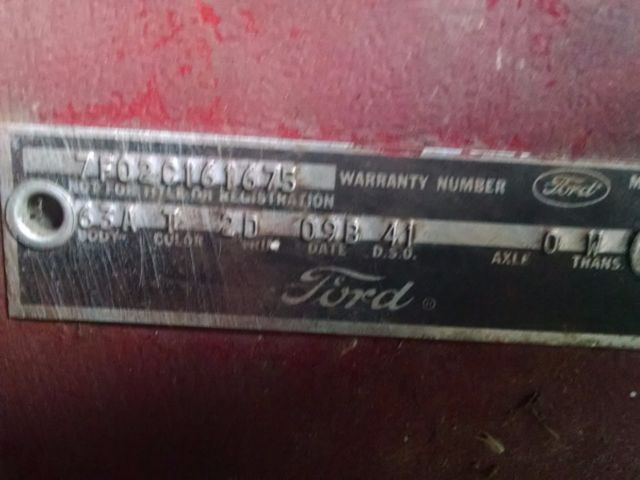 7F02C161675 WARRANTY NUMBER Ford
NOT FOR TITLE OR REGISTRATION
63A T 2D 09B 41 0 W
BODY COLOR TRIM DATE D.S.O. AXLE TRANS
Ford ®